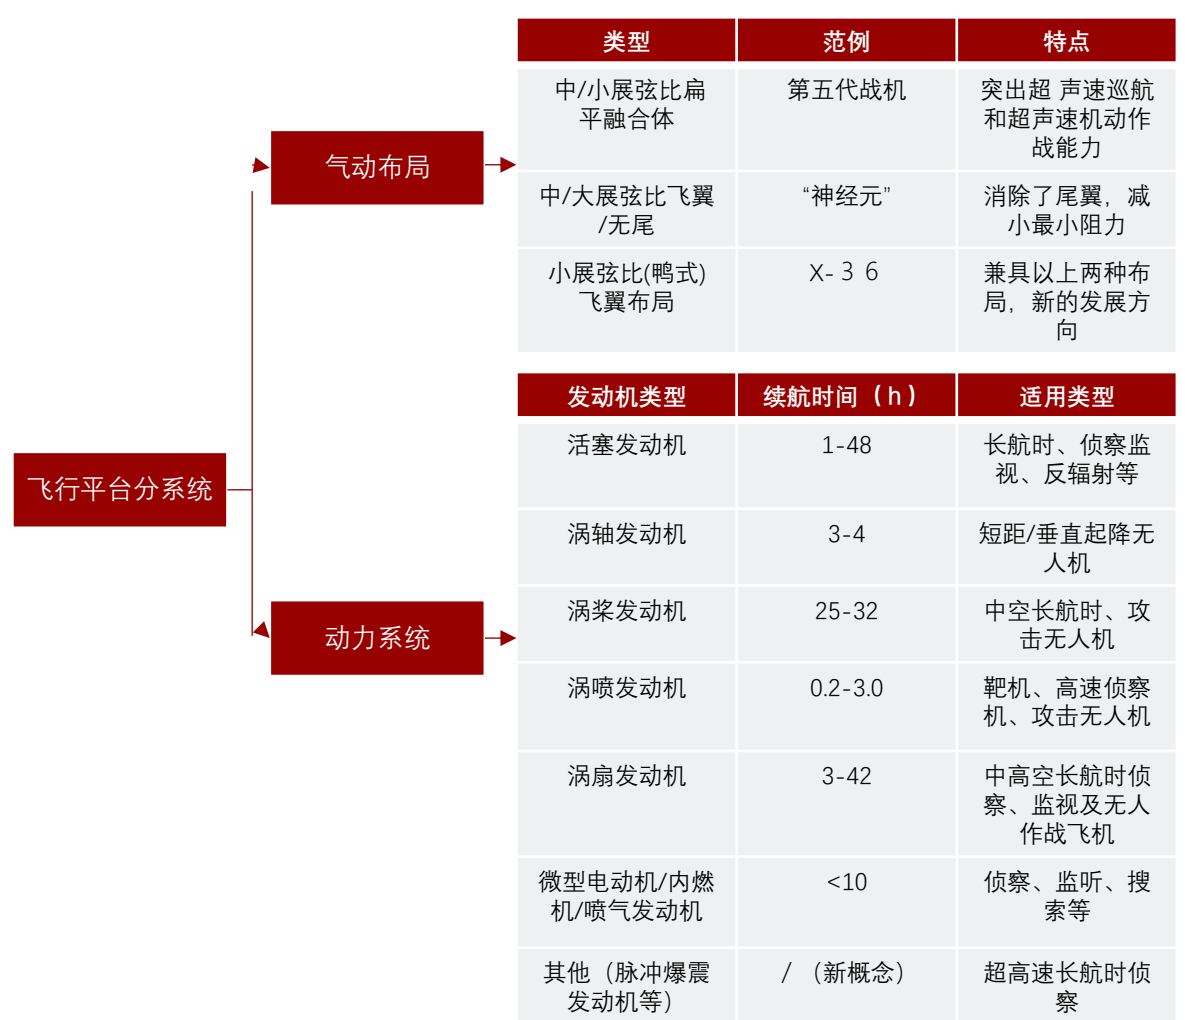 类型 范例 特点
中/小展弦比扁
平融合体
第五代战机
突出超 声速巡航
和超声速机动作
战能力
气动布局
中/大展弦比飞翼
/无尾
“神经元”
消除了尾翼，减
小最小阻力
小展弦比(鸭式)
飞翼布局
X-３６
兼具以上两种布
局，新的发展方
向
飞行平台分系统
发动机类型 续航时间（h） 适用类型
活塞发动机
1-48
长航时、侦察监
视、反辐射等
涡轴发动机
3-4
短距/垂直起降无
人机
动力系统
涡桨发动机
25-32
中空长航时、攻
击无人机
涡喷发动机
0.2-3.0
靶机、高速侦察
机、攻击无人机
涡扇发动机
3-42
中高空长航时侦
察、监视及无人
作战飞机
微型电动机/内燃
机/喷气发动机
<10
侦察、监听、搜
索等
其他（脉冲爆震
发动机等）
/ （新概念）
超高速长航时侦
察